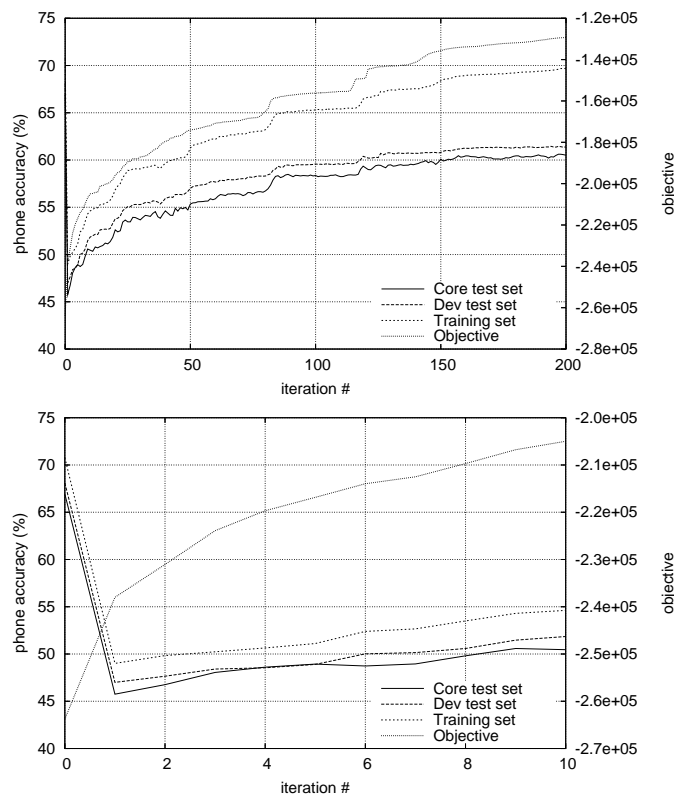 75
70
65
60
55
50
45
40
phone accuracy (%)
-1.2e+05
-1.4e+05
-1.6e+05
-1.8e+05
-2.0e+05
-2.2e+05
-2.4e+05
-2.6e+05
-2.8e+05
objective
Core test set
Dev test set
Training set
Objective
0 50 100 150 200
iteration #
75
70
65
60
55
50
45
40
phone accuracy (%)
-2.0e+05
-2.1e+05
-2.2e+05
-2.3e+05
-2.4e+05
-2.5e+05
-2.6e+05
-2.7e+05
objective
Core test set
Dev test set
Training set
Objective
0 2 4 6 8 10
iteration #